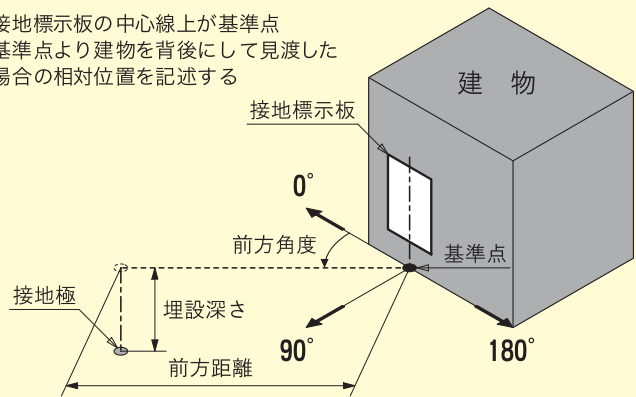 接地標示板の中心線上が基準点
基準点より建物を背後にして見渡した
場合の相対位置を記述する
建 物
接地標示板
0°
前方角度
基準点
接地極
埋設深さ
90°
180°
前方距離